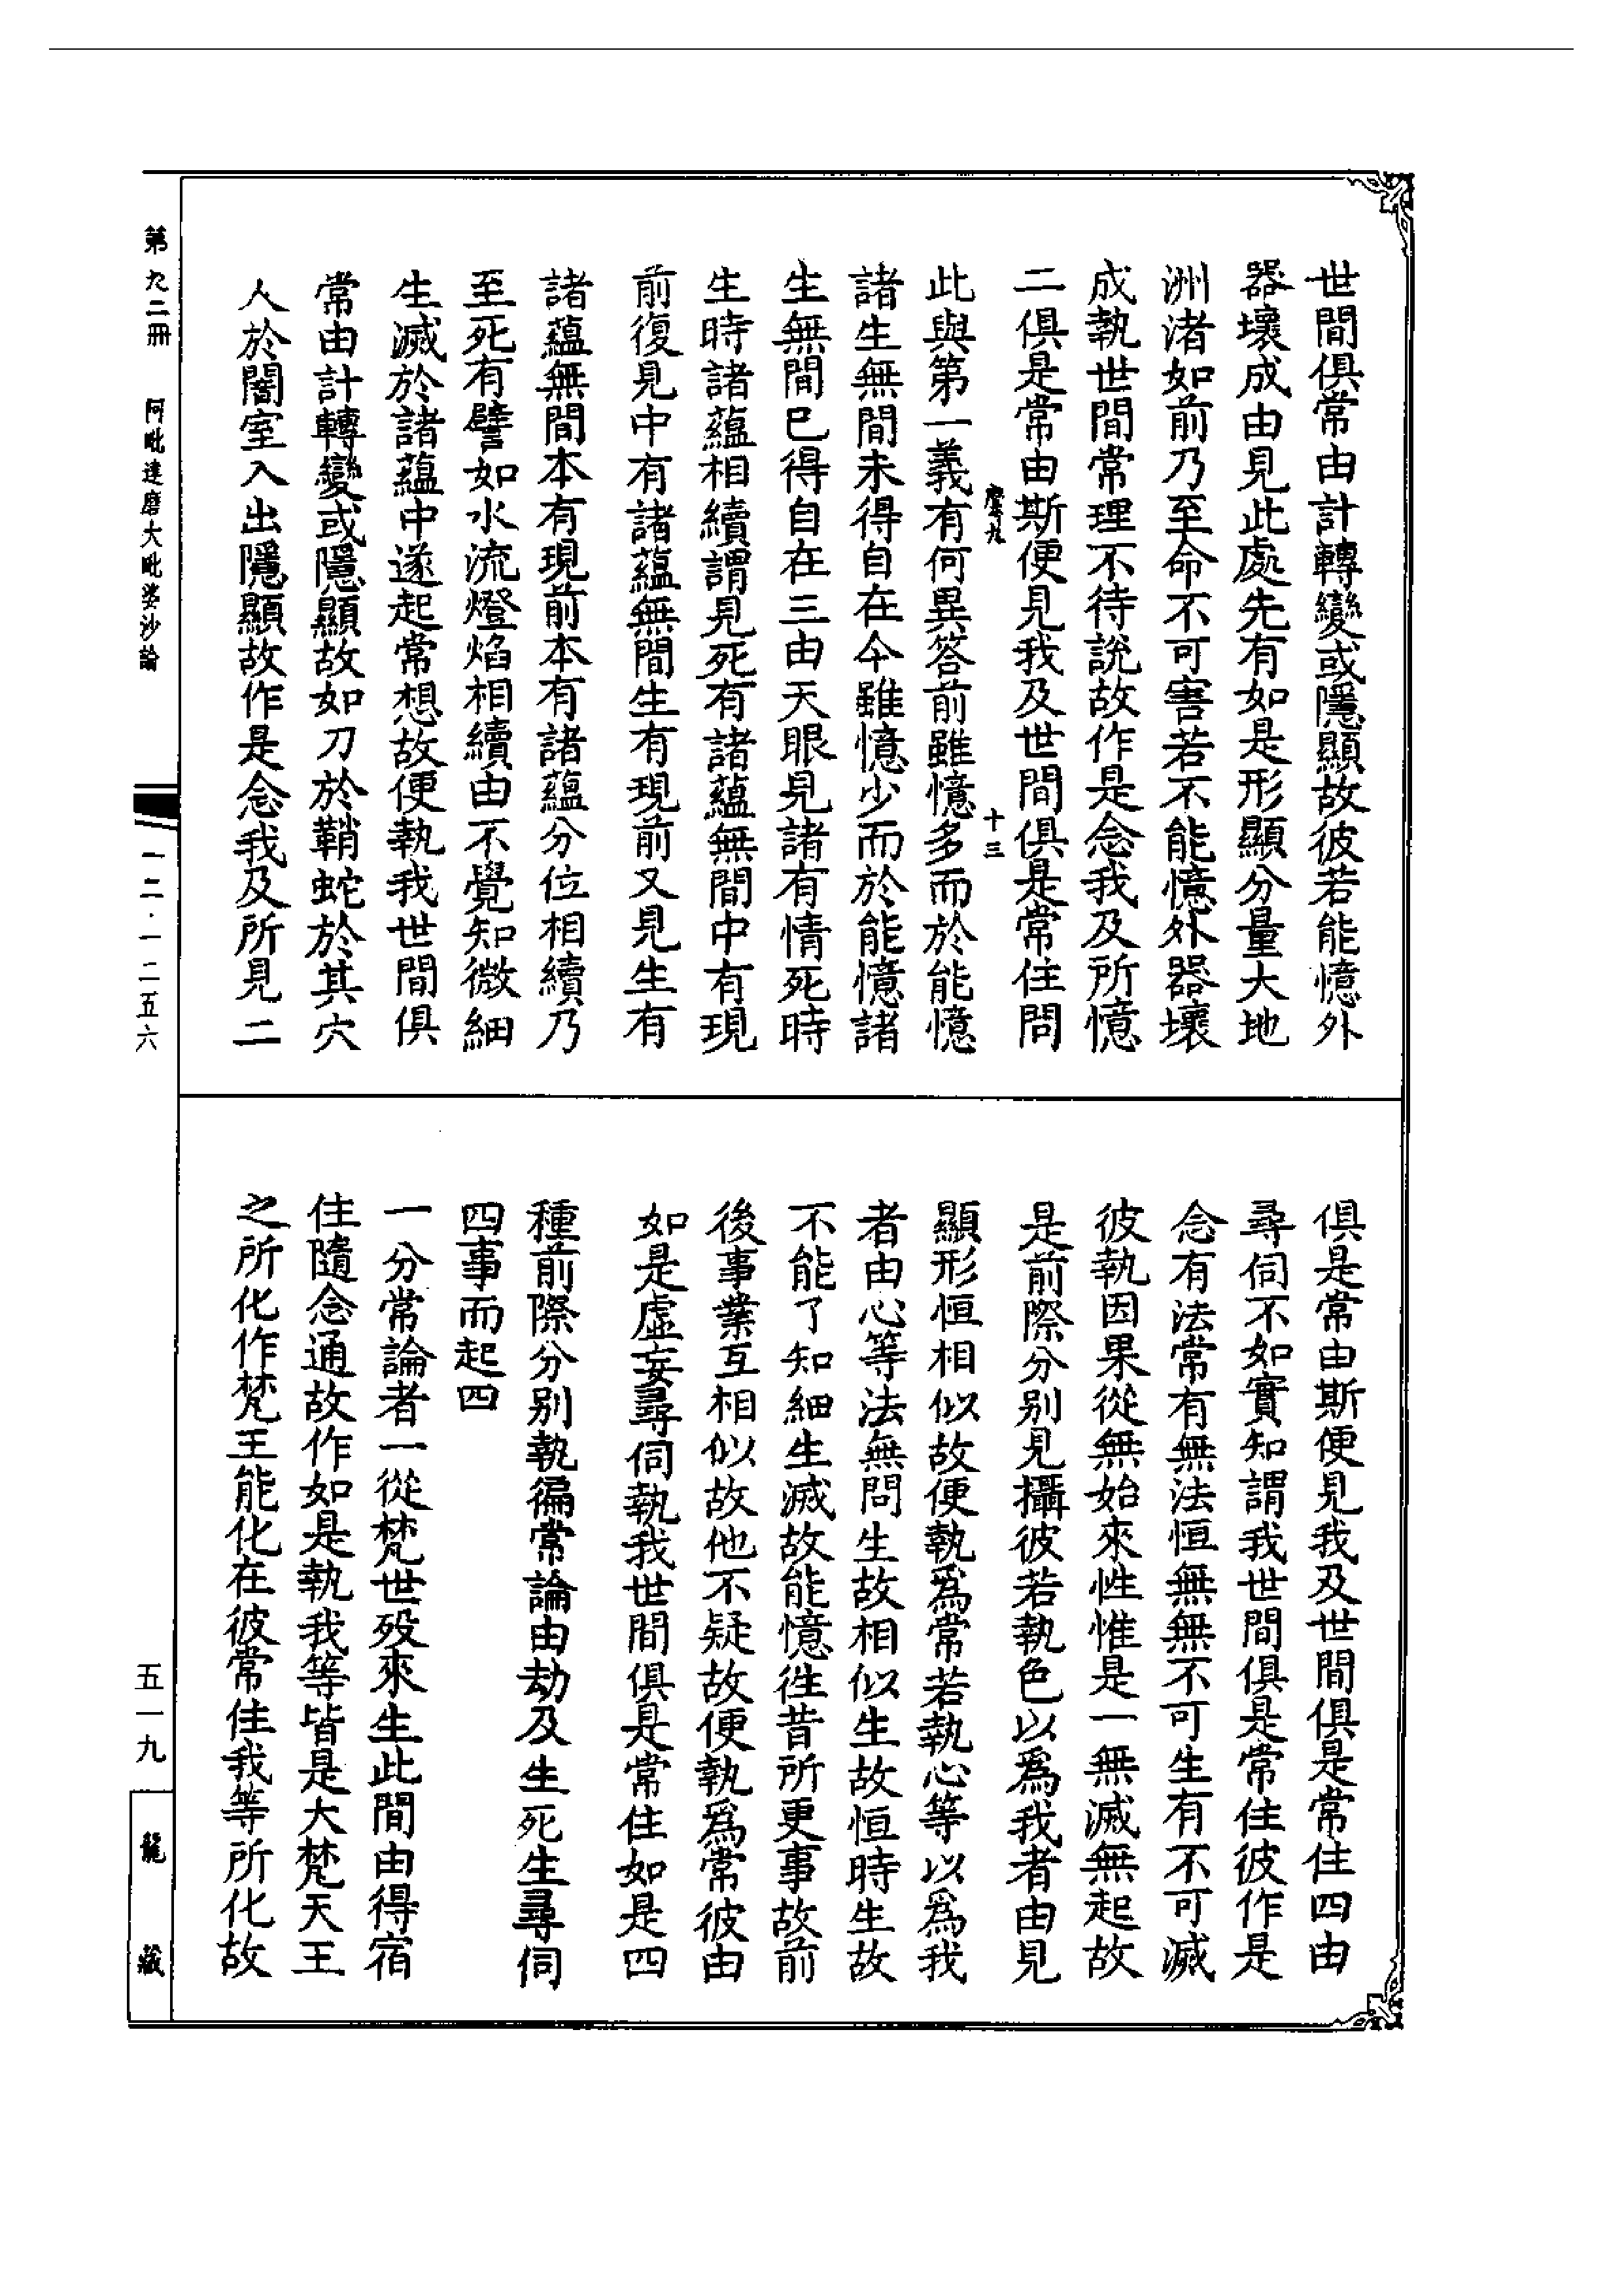 世間俱常由計轉變或隱顯故彼若能憶外
器壞成由見此處先有如是形顯分量大地
洲渚如前乃至命不可害若不能憶外器壞
成執世間常理不待説故作是念我及所憶
二俱是常由斯便見我及世間俱是常住問
慶九 十三
此與第一義有何異答前雖憶多而於能憶
諸生無間未得自在今雖憶少而於能憶諸
生無間已得自在三由天眼見諸有情死時
生時諸蘊相續謂見死有諸蘊無間中有現
前復見中有諸蘊無間生有現前又見生有
諸蘊無間本有現前本有諸蘊分位相續乃
至死有譬如水流燈焰相續由不覺知微細
生滅於諸蘊中遂起常想故便執我世間俱
常由計轉變或隱顯故如刀於鞘蛇於其穴
人於闇室入出隱顯故作是念我及所見二
俱是常由斯便見我及世間俱是常住四由
尋伺不如實知謂我世間俱是常住彼作是
念有法常有無法恒無無不可生有不可滅
彼執因果從無始來性惟是一無滅無起故
是前際分別見攝彼若執色以爲我者由見
顯形恒相似故便執爲常若執心等以爲我
者由心等法無間生故相似生故恒時生故
不能了知細生滅故能憶徃昔所更事故前
後事業互相似故他不疑故便執爲常彼由
如是虛妄尋伺執我世間俱是常住如是四
種前際分別執徧常論由劫及生死生尋伺
四事而起四
一分常論者一從梵世歿來生此間由得宿
住隨念通故作如是執我等皆是大梵天王
之所化作梵王能化在彼常住我等所化故
第九二冊 阿毗達磨大毗婆沙論
一二·一二五六
五一九
龍藏